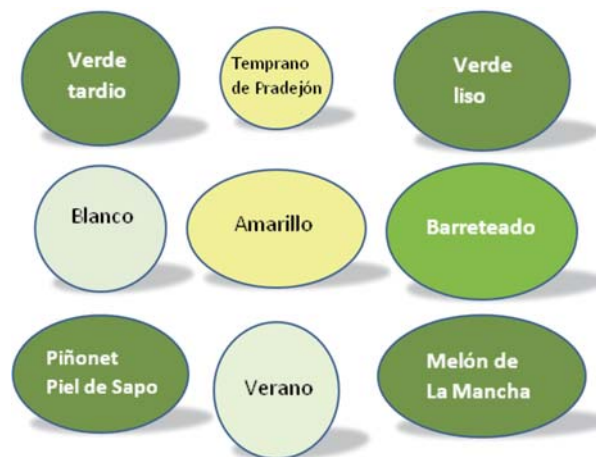 Verde
tardio
Temprano
de Pradejón
Verde
liso
Blanco
Amarillo
Barreteado
Piñonet
Piel de Sapo
Verano
Melón de
La Mancha